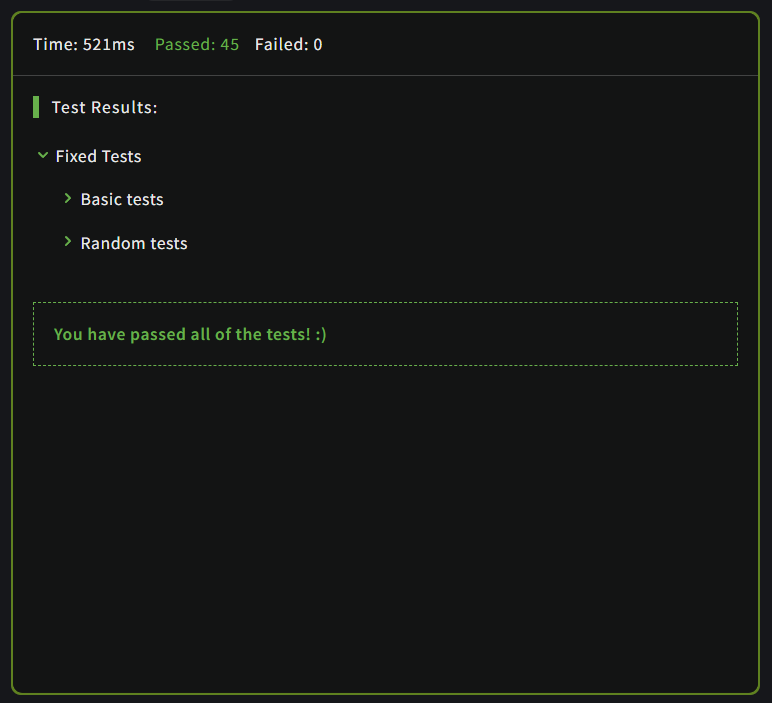 Time: 521ms Passed: 45 Failed: 0
Test Results:
Fixed Tests
Basic tests
Random tests
You have passed all of the tests! :)